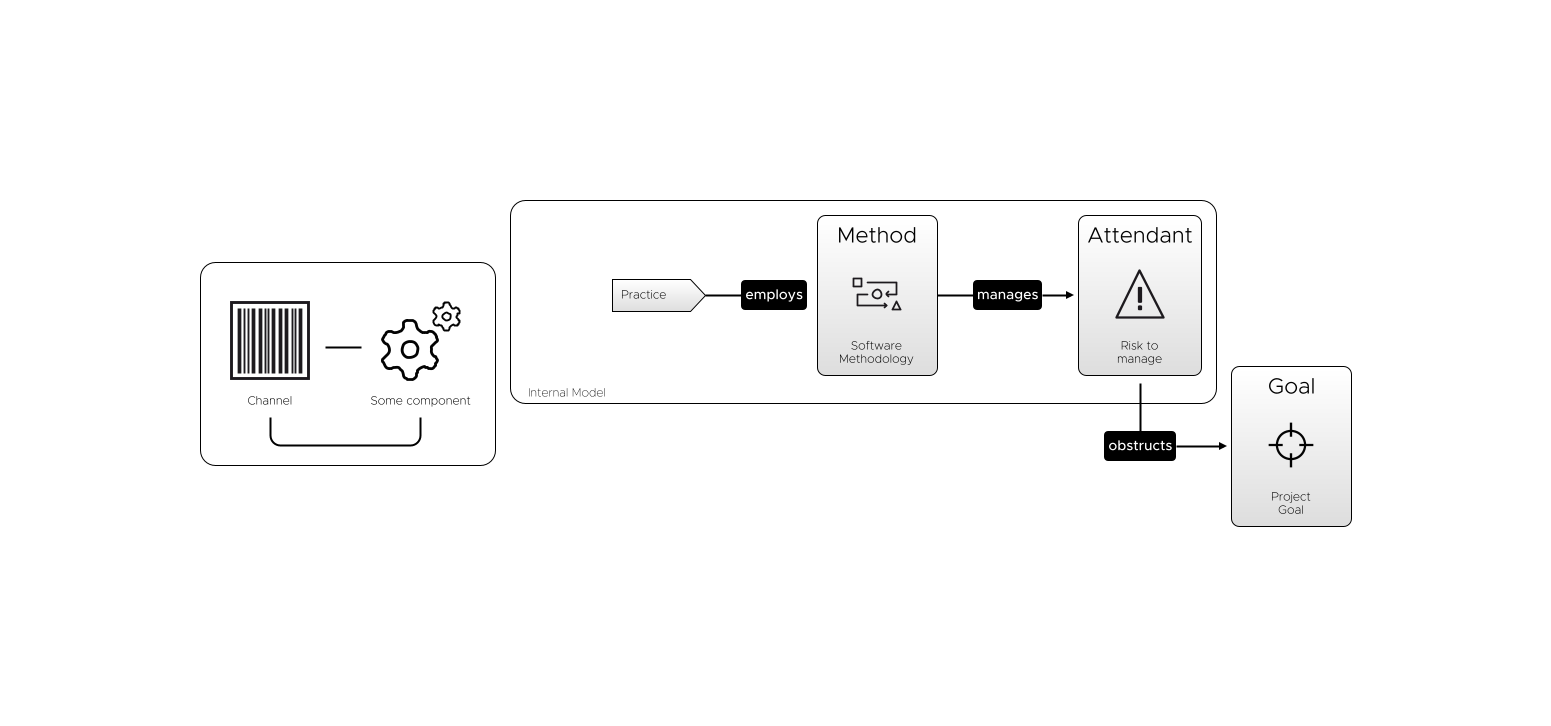 Channel
Some component
Practice
employs
Method
Software
Methodology
manages
Attendant
Risk to
manage
Internal Model
obstructs
Goal
Project
Goal